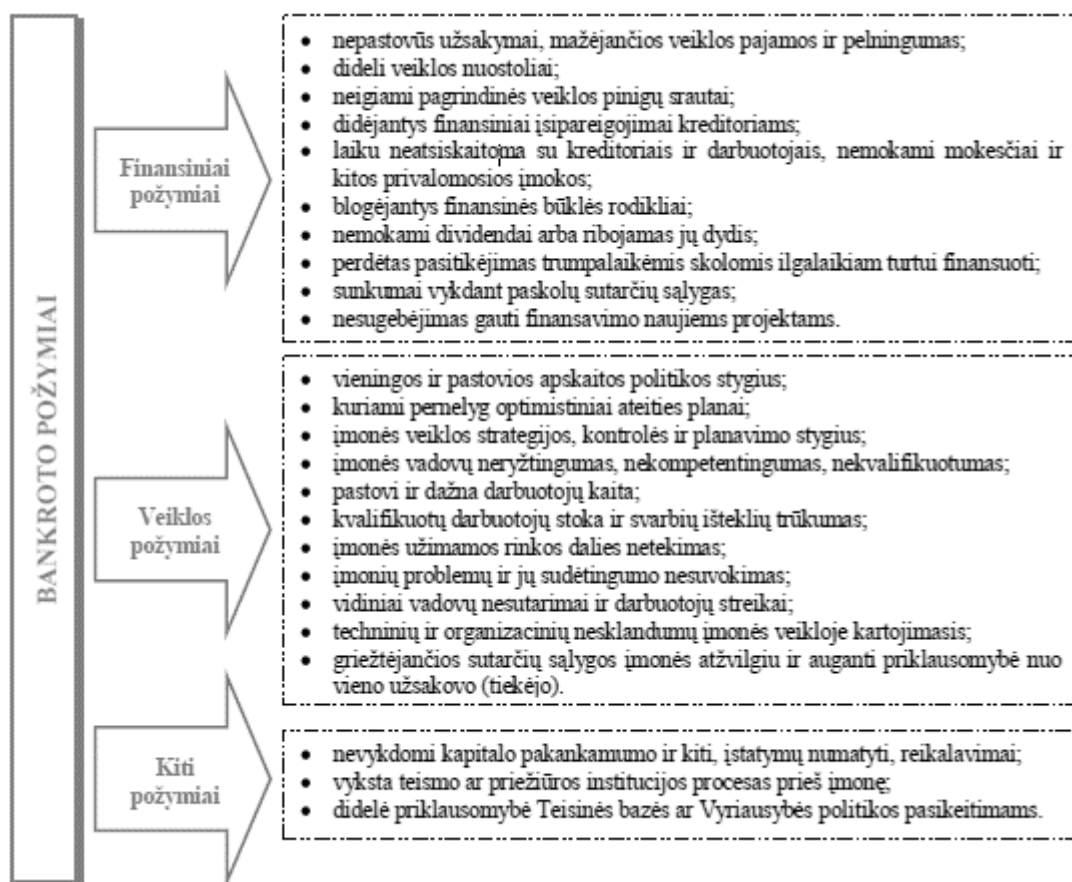 BANKROTO POŽYMIAI
Finansiniai
požymiai
• nepastovūs užsakymai, mažėjančios veiklos pajamos ir pelningumas;
• dideli veiklos nuostoliai;
• neigiami pagrindinės veiklos pinigų srautai;
• didėjantys finansiniai įsipareigojimai kreditoriams;
• laiku neatsiskaitoma su kreditoriais ir darbuotojais, nemokami mokesčiai ir
kitos privalomosios įmokos;
• blogėjantys finansinės būklės rodikliai;
• nemokami dividendai arba ribojamas jų dydis;
• perdėtas pasitikėjimas trumpalaikėmis skolomis ilgalaikiam turtui finansuoti;
• sunkumai vykdant paskolų sutarčių sąlygas;
• nesugebėjimas gauti finansavimo naujiems projektams.
Veiklos
požymiai
• vieningos ir pastovios apskaitos politikos stygius;
• kuriami pernelyg optimistiniai ateities planai;
• įmonės veiklos strategijos, kontrolės ir planavimo stygius;
• įmonės vadovų neryžtingumas, nekompetentingumas, nekvalifikuotumas;
• pastovi ir dažna darbuotojų kaita;
• kvalifikuotų darbuotojų stoka ir svarbių išteklių trūkumas;
• įmonės užimamos rinkos dalies netekimas;
• įmonių problemų ir jų sudėtingumo nesuvokimas;
• vidiniai vadovų nesutarimai ir darbuotojų streikai;
• techninių ir organizacinių nesklandumų įmonės veikloje kartojimasis;
• griežtėjančios sutarčių sąlygos įmonės atžvilgiu ir auganti priklausomybė nuo
vieno užsakovo (tiekėjo).
Kiti
požymiai
• nevykdomi kapitalo pakankamumo ir kiti, įstatymų numatyti, reikalavimai;
• vyksta teismo ar priežiūros institucijos procesas prieš įmonę;
• didelė priklausomybė Teisinės bazės ar Vyriausybės politikos pasikeitimams.